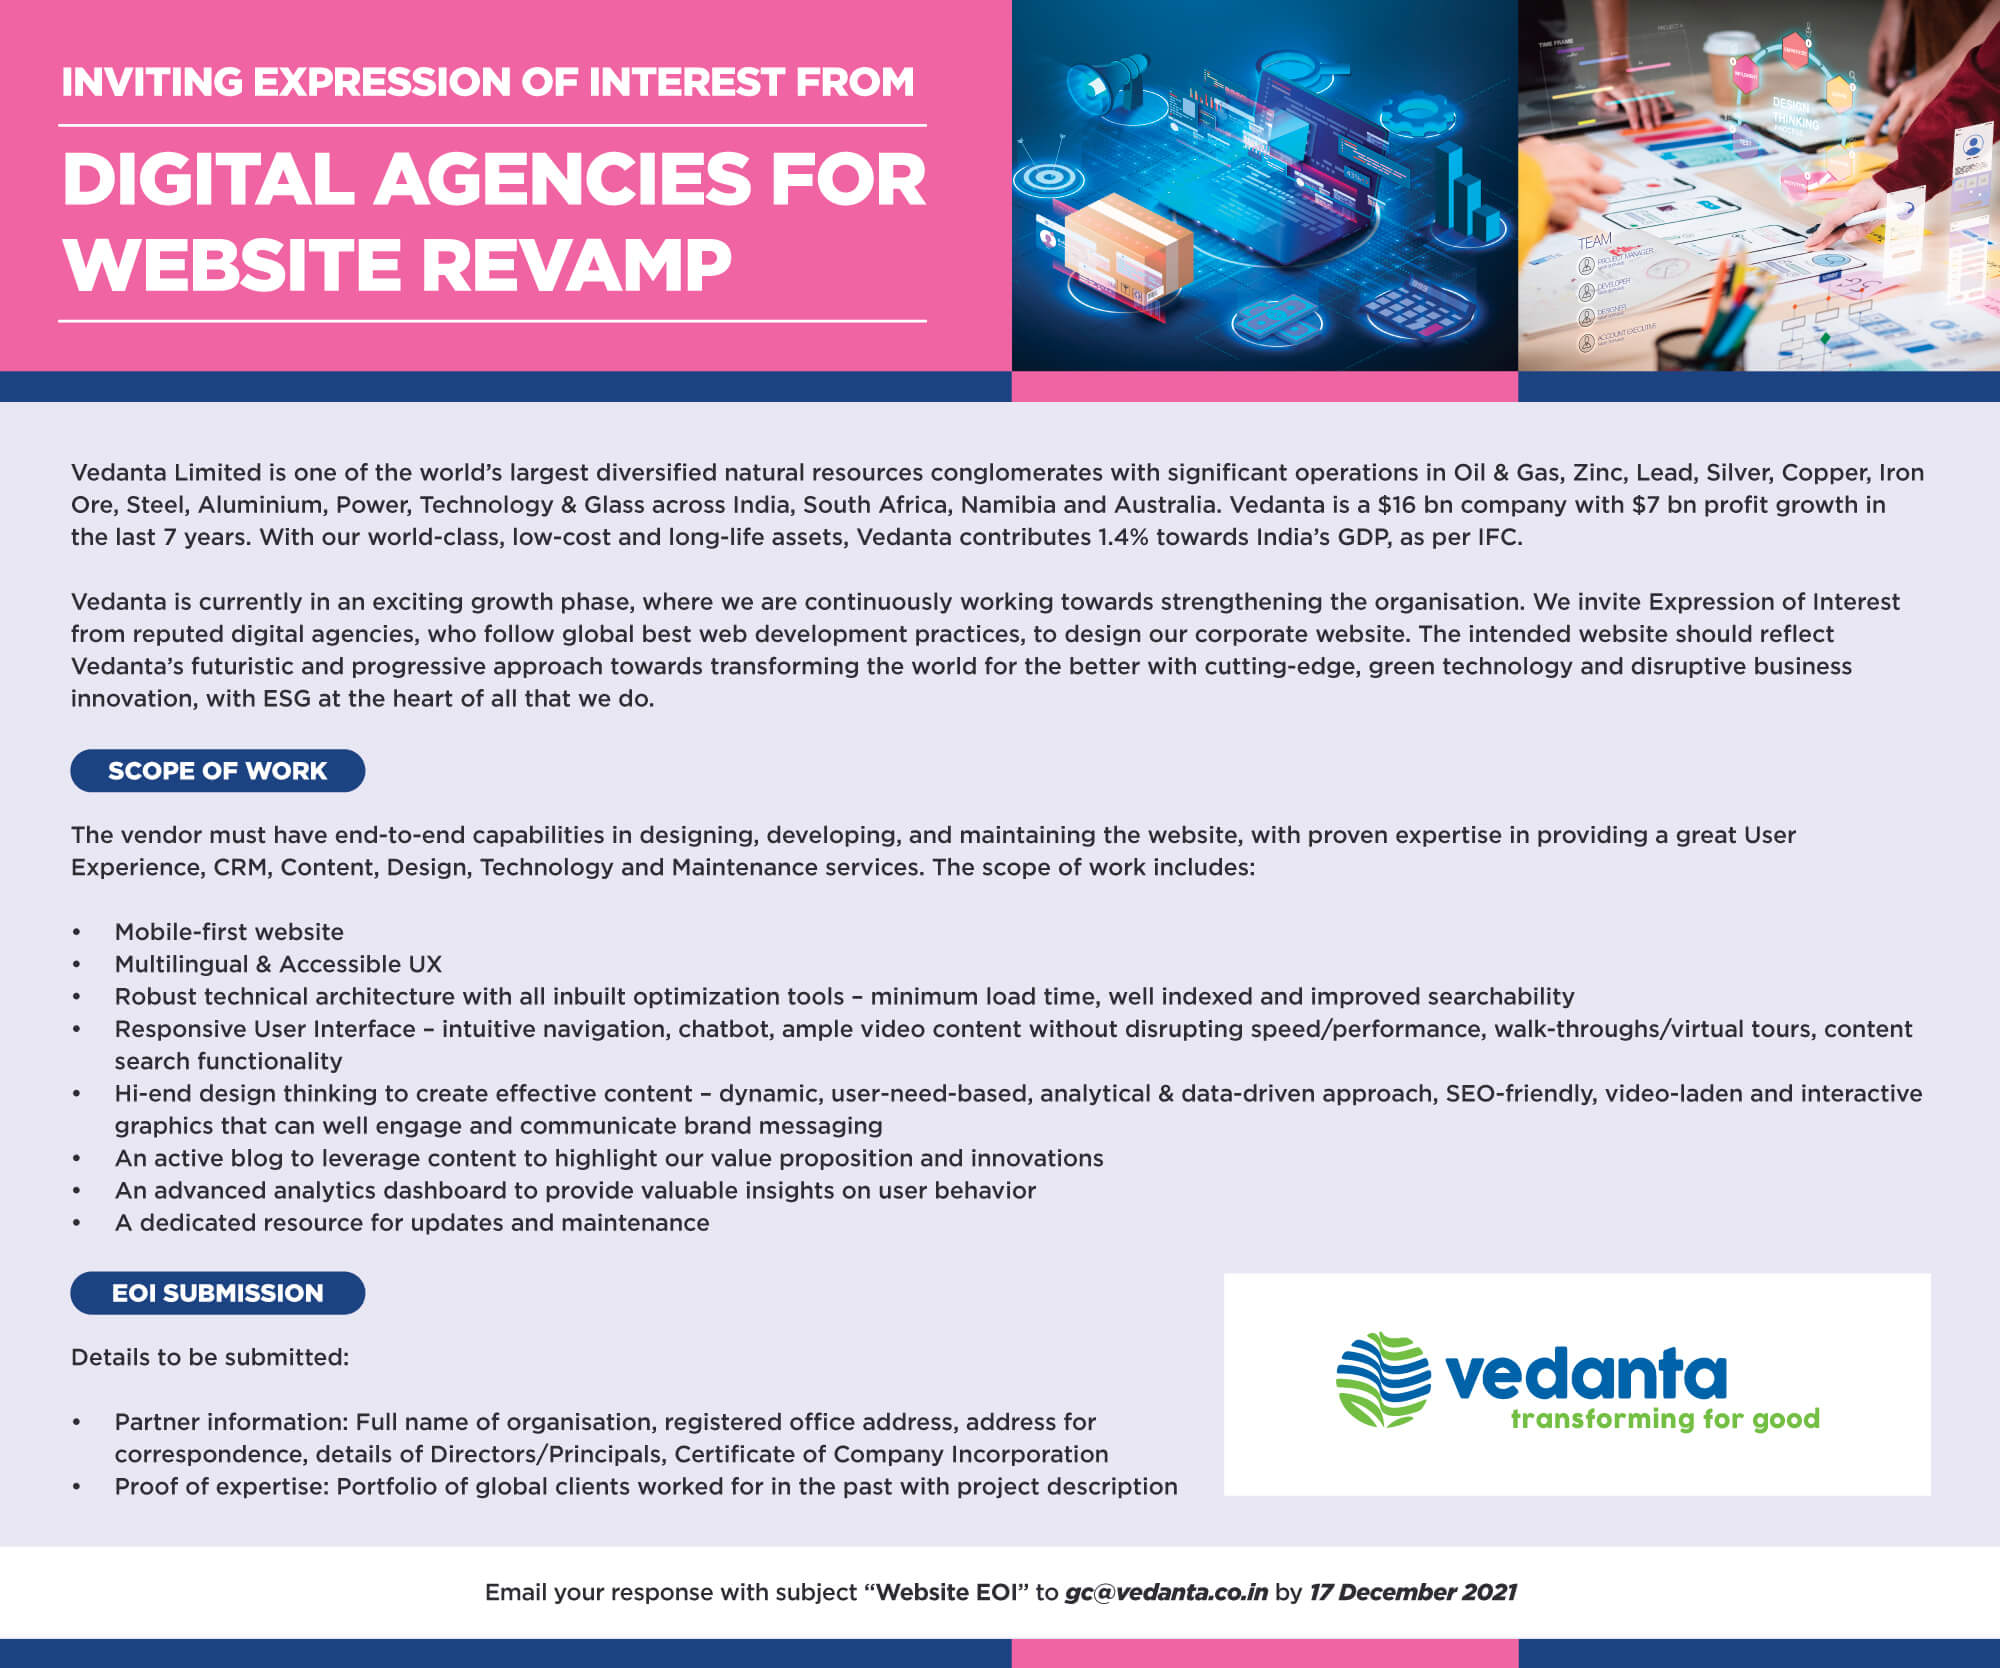 INVITING EXPRESSION OF INTEREST FROM
DIGITAL AGENCIES FOR
WEBSITE REVAMP
TIME FRAME
DESIGN
THINKING
PROCESS
TEST
TEAM
PROJECT MANAGER
DEVELOPER
DESIGNER
ACCOUNT EXECUTIVE
Vedanta Limited is one of the world’s largest diversified natural resources conglomerates with significant operations in Oil & Gas, Zinc, Lead, Silver, Copper, Iron
Ore, Steel, Aluminium, Power, Technology & Glass across India, South Africa, Namibia and Australia. Vedanta is a $16 bn company with $7 bn profit growth in
the last 7 years. With our world-class, low-cost and long-life assets, Vedanta contributes 1.4% towards India’s GDP, as per IFC.
Vedanta is currently in an exciting growth phase, where we are continuously working towards strengthening the organisation. We invite Expression of Interest
from reputed digital agencies, who follow global best web development practices, to design our corporate website. The intended website should reflect
Vedanta’s futuristic and progressive approach towards transforming the world for the better with cutting-edge, green technology and disruptive business
innovation, with ESG at the heart of all that we do.
SCOPE OF WORK
The vendor must have end-to-end capabilities in designing, developing, and maintaining the website, with proven expertise in providing a great User
Experience, CRM, Content, Design, Technology and Maintenance services. The scope of work includes:
• Mobile-first website
• Multilingual & Accessible UX
• Robust technical architecture with all inbuilt optimization tools – minimum load time, well indexed and improved searchability
• Responsive User Interface – intuitive navigation, chatbot, ample video content without disrupting speed/performance, walk-throughs/virtual tours, content
search functionality
• Hi-end design thinking to create effective content – dynamic, user-need-based, analytical & data-driven approach, SEO-friendly, video-laden and interactive
graphics that can well engage and communicate brand messaging
• An active blog to leverage content to highlight our value proposition and innovations
• An advanced analytics dashboard to provide valuable insights on user behavior
• A dedicated resource for updates and maintenance
EOI SUBMISSION
Details to be submitted:
• Partner information: Full name of organisation, registered office address, address for
correspondence, details of Directors/Principals, Certificate of Company Incorporation
• Proof of expertise: Portfolio of global clients worked for in the past with project description
vedanta
transforming for good
Email your response with subject “Website EOI” to gc@vedanta.co.in by 17 December 2021